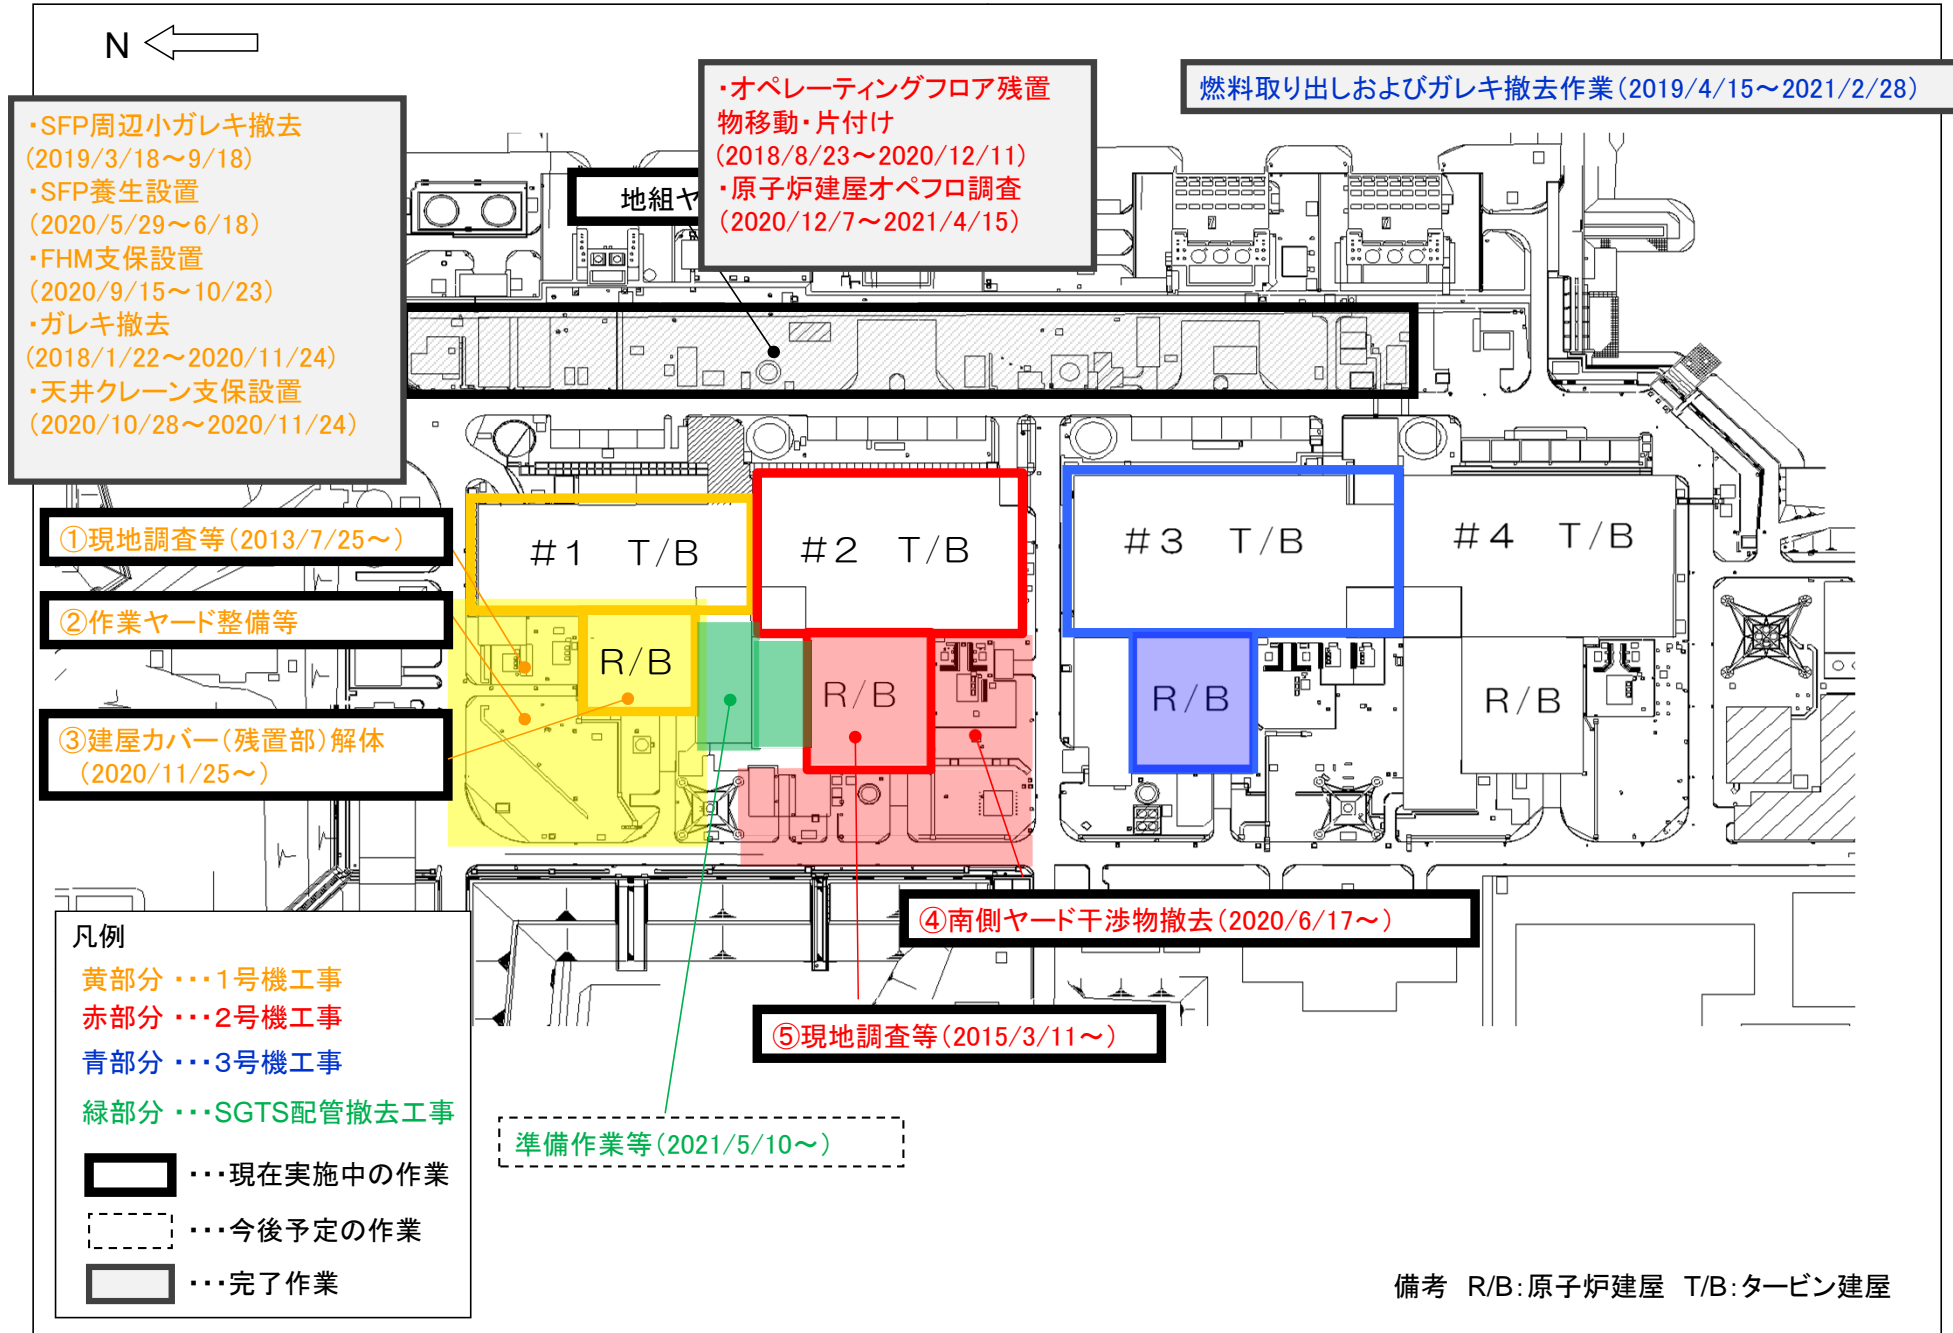 N
・SFP周辺小ガレキ撤去
(2019/3/18～9/18)
・SFP養生設置
(2020/5/29～6/18)
・FHM支保設置
(2020/9/15～10/23)
・ガレキ撤去
(2018/1/22～2020/11/24)
・天井クレーン支保設置
(2020/10/28～2020/11/24)
・オペレーティングフロア残置
物移動・片付け
(2018/8/23～2020/12/11)
・原子炉建屋オペフロ調査
(2020/12/7～2021/4/15)
燃料取り出しおよびガレキ撤去作業(2019/4/15～2021/2/28)
地組ヤ
①現地調査等(2013/7/25～)
②作業ヤード整備等
③建屋カバー(残置部)解体
(2020/11/25～)
#1 T/B
#2 T/B
#3 T/B
#4 T/B
R/B
R/B
R/B
R/B
④南側ヤード干渉物撤去(2020/6/17～)
⑤現地調査等(2015/3/11～)
準備作業等(2021/5/10～)
凡例
黄部分 ・・・1号機工事
赤部分 ・・・2号機工事
青部分 ・・・3号機工事
緑部分 ・・・SGTS配管撤去工事
・・・現在実施中の作業
・・・今後予定の作業
・・・完了作業
備考 R/B:原子炉建屋 T/B:タービン建屋